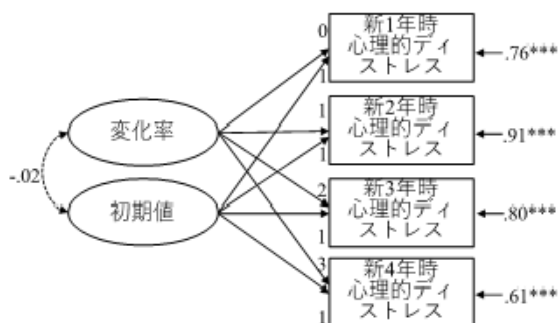 0
新1年時
心理的ディ
ストレス
1
.76***
変化率
1
新2年時
心理的ディ
ストレス
1
.91***
-.02
初期値
2
新3年時
心理的ディ
ストレス
1
.80***
3
新4年時
心理的ディ
ストレス
1
.61***